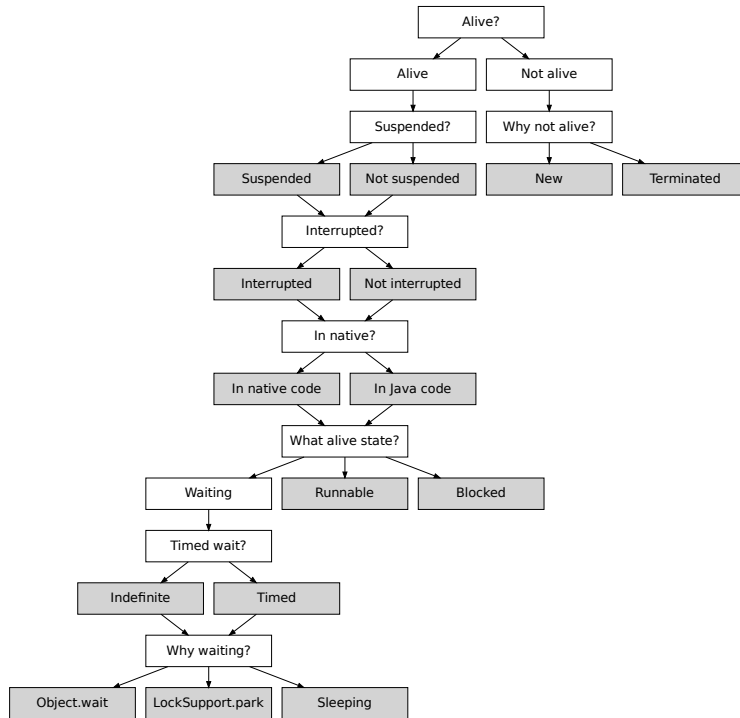 Alive?
Alive
Not alive
Suspended?
Why not alive?
Suspended
Not suspended
New
Terminated
Interrupted?
Interrupted
Not interrupted
In native?
In native code
In Java code
What alive state?
Waiting
Runnable
Blocked
Timed wait?
Indefinite
Timed
Why waiting?
Object.wait
LockSupport.park
Sleeping